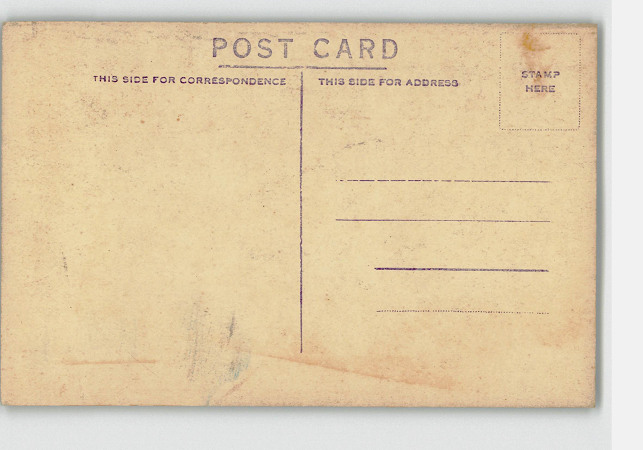 POST CARD
THIS SIDE FOR CORRESPONDENCE
THIS SIDE FOR ADDRESS
STAMP
HERE